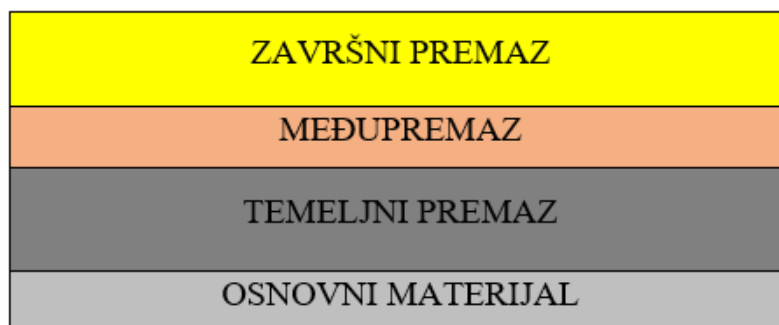 ZAVRŠNI PREMAZ
MEĐUPREMAZ
TEMELJNI PREMAZ
OSNOVNI MATERIJAL